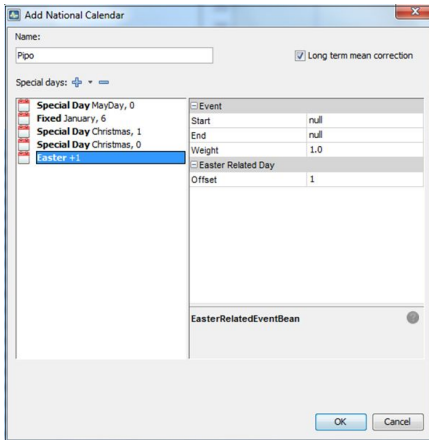 Add National Calendar
Name:
Pipo
Long term mean correction
Special days:
Special Day MayDay, 0
Fixed January, 6
Special Day Christmas, 1
Special Day Christmas, 0
Easter +1
Event
Start null
End null
Weight 1.0
Easter Related Day
Offset 1
EasterRelatedEventBean
OK Cancel